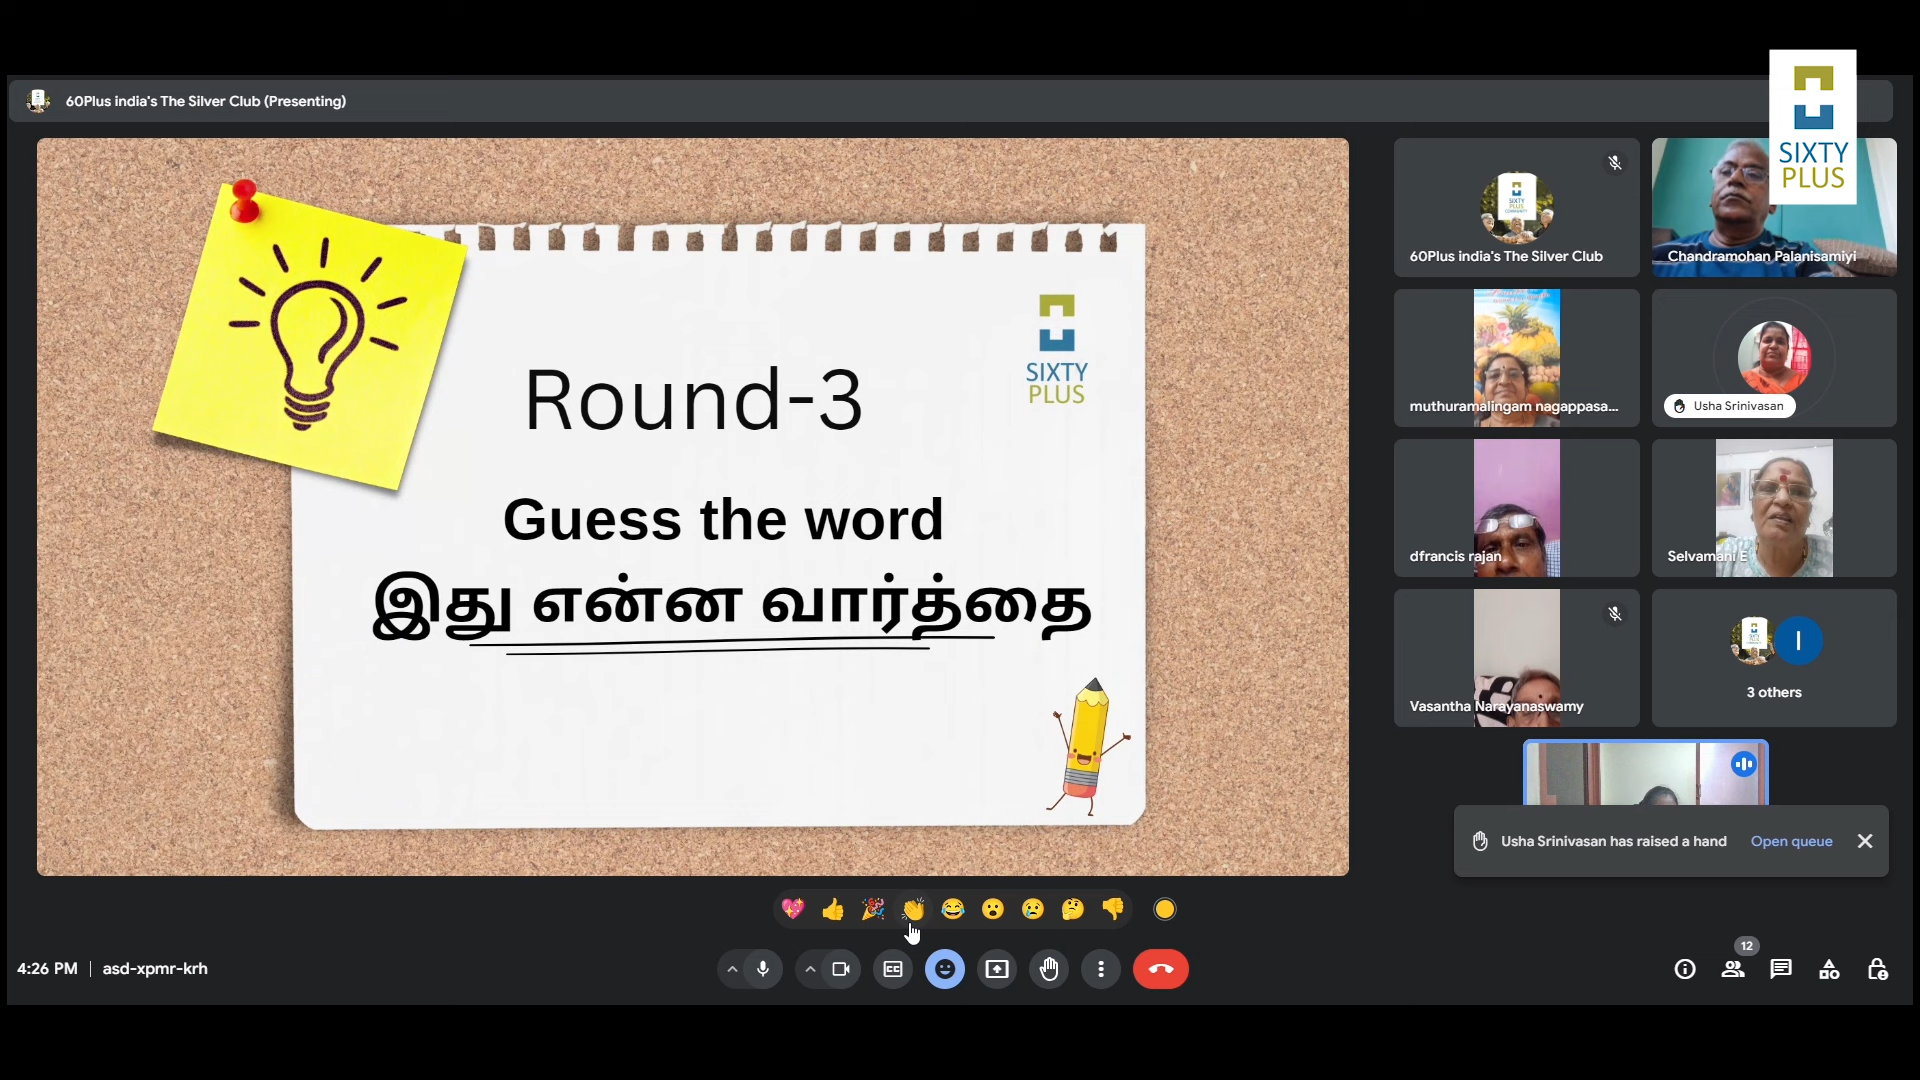 60Plus india's The Silver Club (Presenting)
SIXTY
PLUS
Round-3
SIXTY
PLUS
Guess the word
இது என்ன வார்த்தை
60Plus india's The Silver Club
Chandramohan Palanisamiyi
muthuramalingam nagappasa...
Usha Srinivasan
dfrancis rajan
Selvamani E
Vasantha Narayanaswamy
I
3 others
Usha Srinivasan has raised a hand
Open queue
4:26 PM
asd-xpmr-krh
12